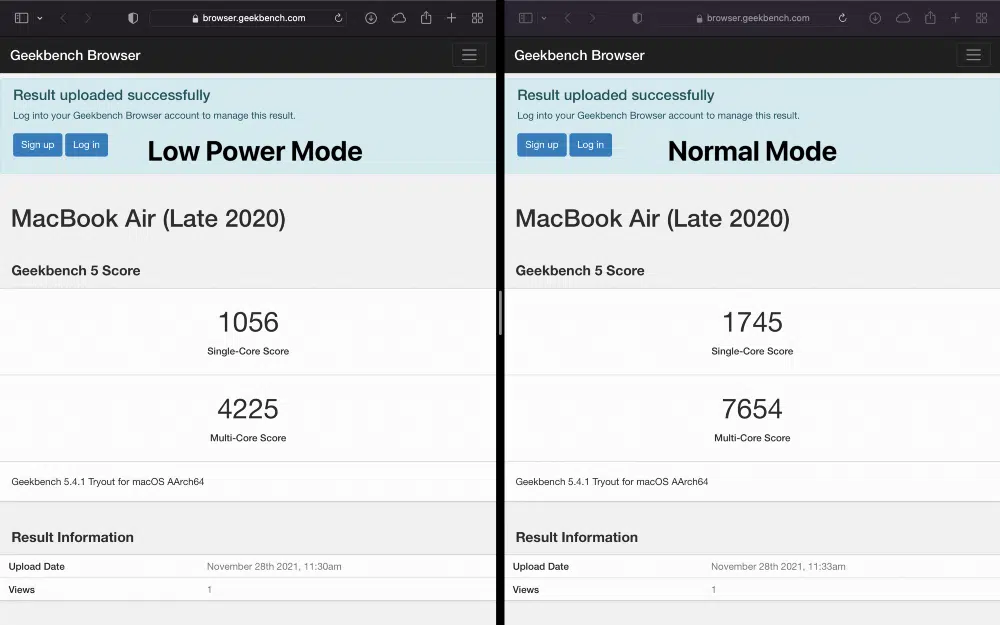 browser.geekbench.com
Geekbench Browser
Result uploaded successfully
Log into your Geekbench Browser account to manage this result.
Sign up Log in
Low Power Mode
MacBook Air (Late 2020)
Geekbench 5 Score
1056
Single-Core Score
4225
Multi-Core Score
Geekbench 5.4.1 Tryout for macOS AArch64
Result Information
Upload Date November 28th 2021, 11:30am
Views 1
browser.geekbench.com
Geekbench Browser
Result uploaded successfully
Log into your Geekbench Browser account to manage this result.
Sign up Log in
Normal Mode
MacBook Air (Late 2020)
Geekbench 5 Score
1745
Single-Core Score
7654
Multi-Core Score
Geekbench 5.4.1 Tryout for macOS AArch64
Result Information
Upload Date November 28th 2021, 11:33am
Views 1